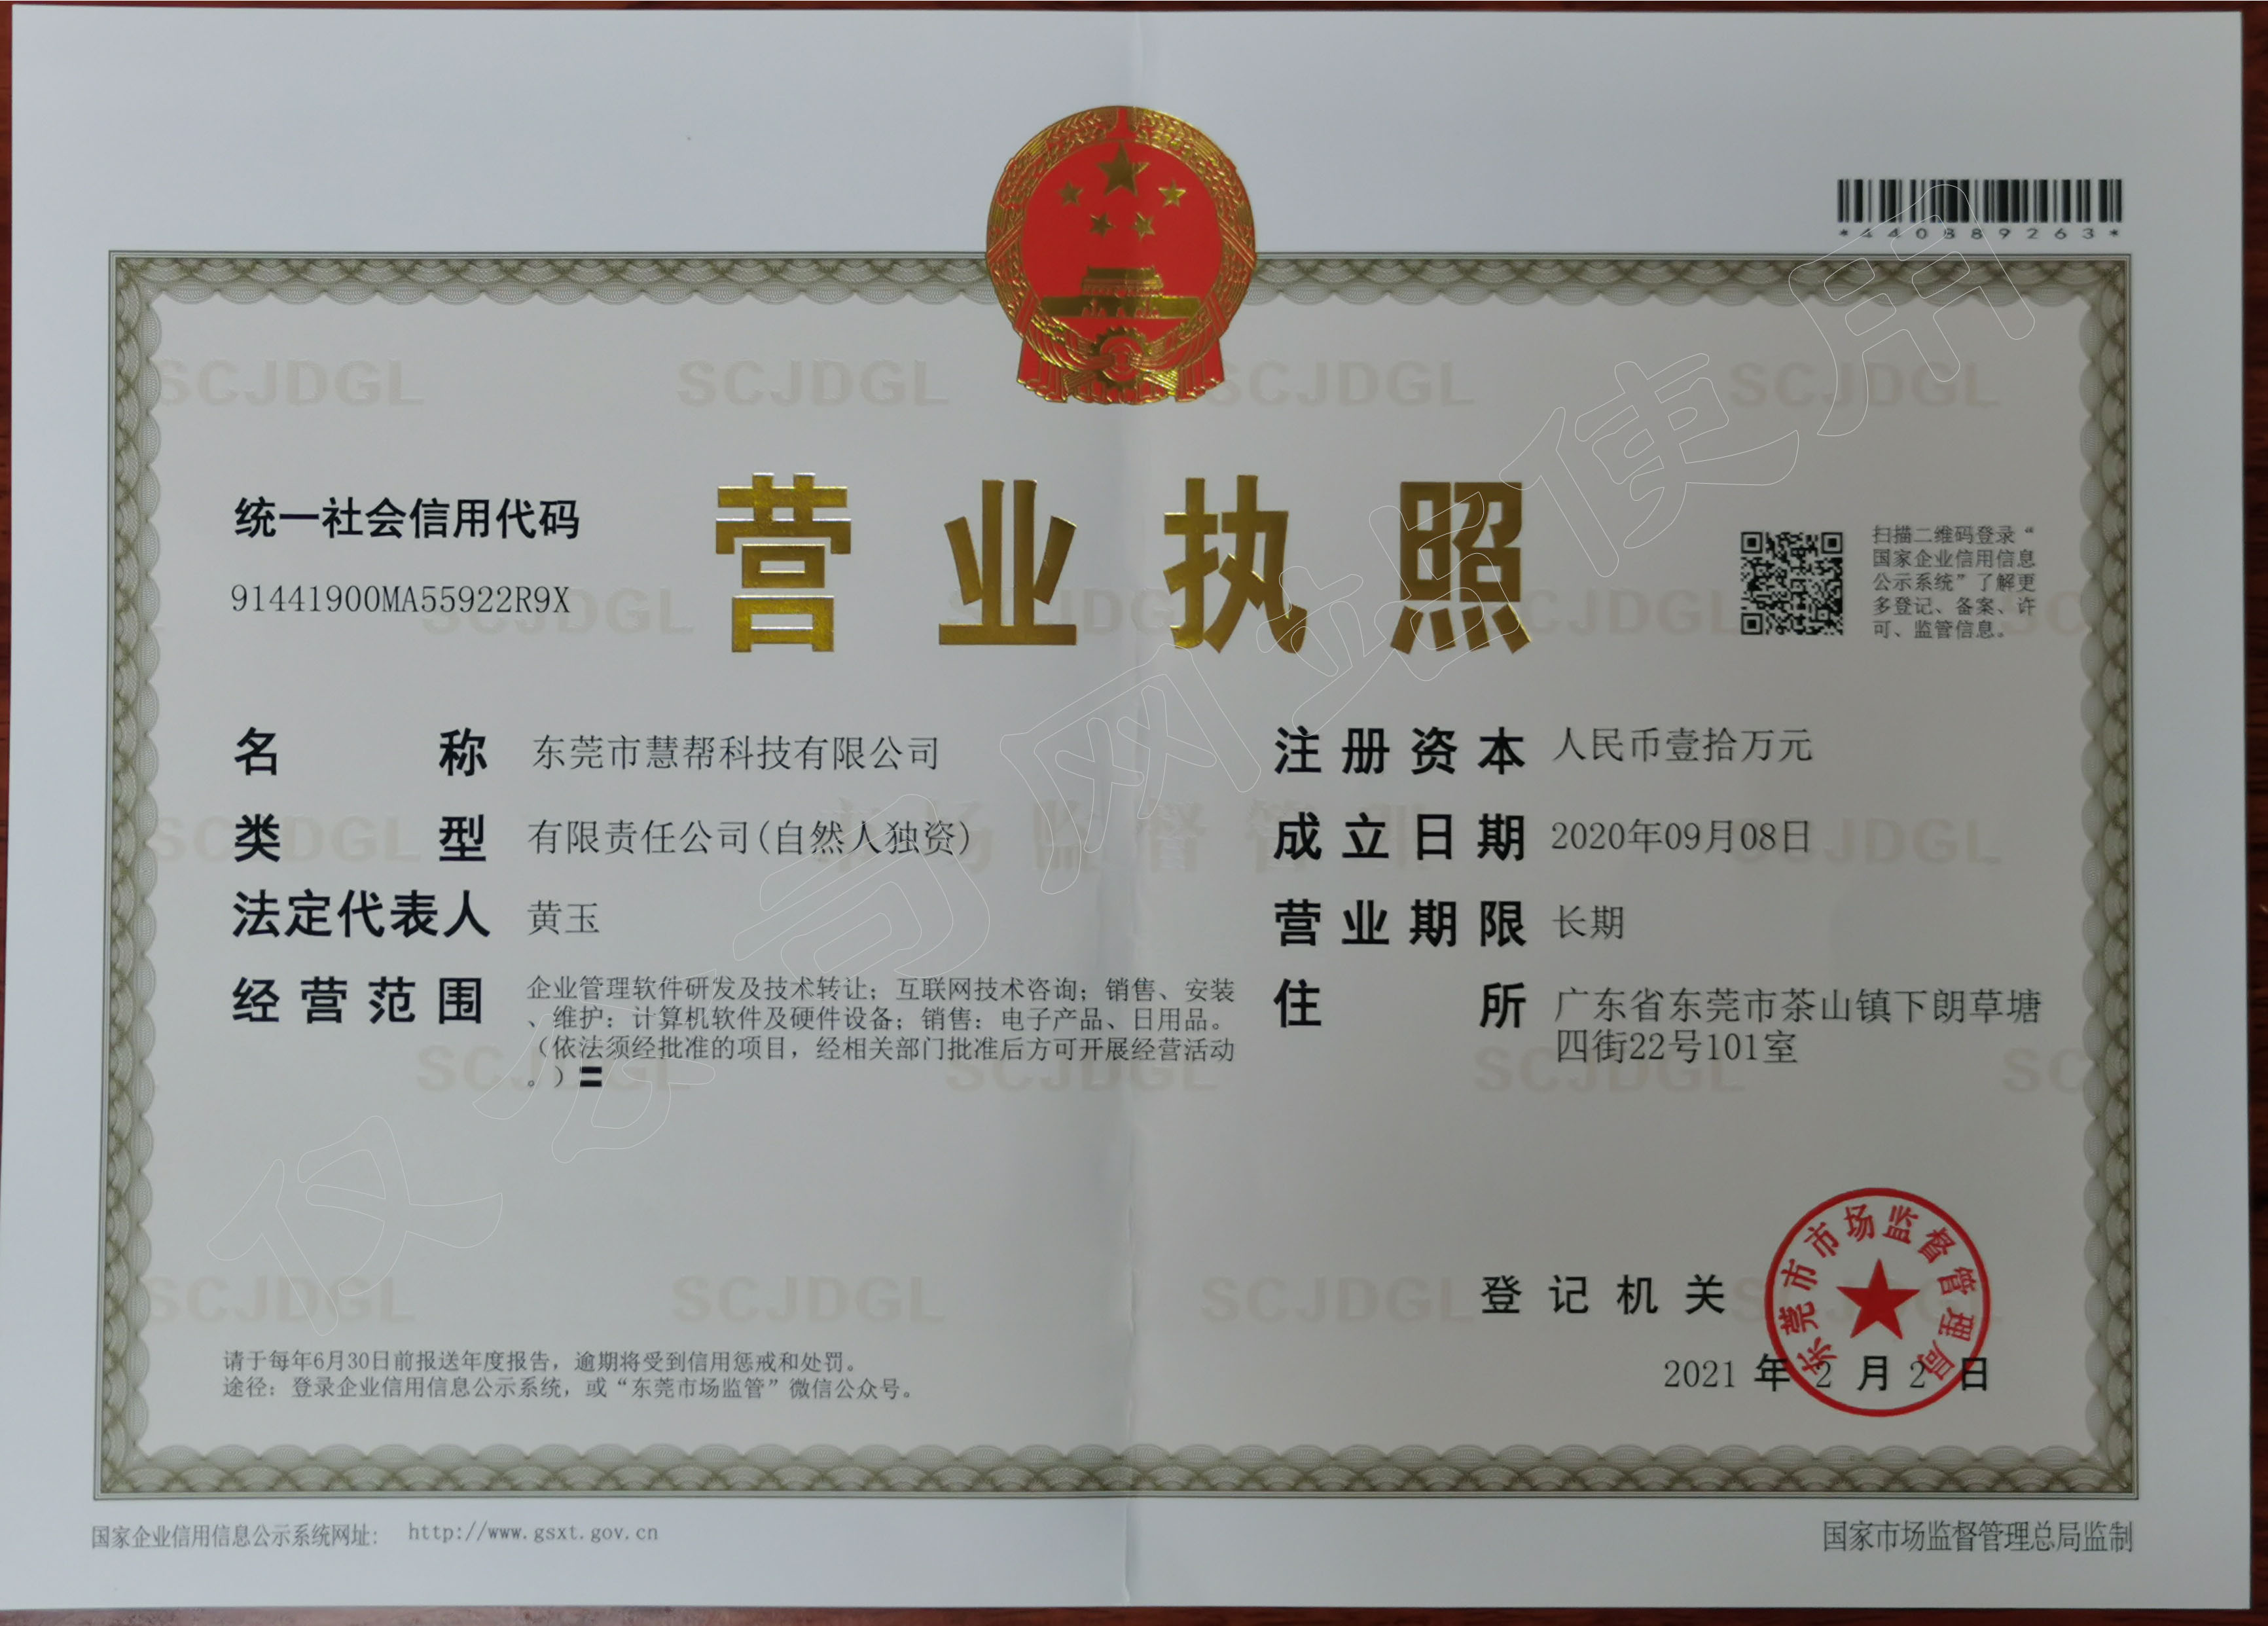 *440889263*
营业执照
统一社会信用代码
91441900MA55922R9X
扫描二维码登录“
国家企业信用信息
公示系统”了解更
多登记、备案、许
可、监管信息。
名称 东莞市慧帮科技有限公司
类型 有限责任公司(自然人独资)
法定代表人 黄玉
经营范围 企业管理软件研发及技术转让；互联网技术咨询；销售、安装
、维护：计算机软件及硬件设备；销售：电子产品、日用品。
（依法须经批准的项目，经相关部门批准后方可开展经营活动
。）〓
注册资本 人民币壹拾万元
成立日期 2020年09月08日
营业期限 长期
住所 广东省东莞市茶山镇下朗草塘
四街22号101室
登记机关
东莞市市场监督管理局
2021 年 2 月 2 日
请于每年6月30日前报送年度报告，逾期将受到信用惩戒和处罚。
途径：登录企业信用信息公示系统，或“东莞市场监管”微信公众号。
国家企业信用信息公示系统网址： http://www.gsxt.gov.cn
国家市场监督管理总局监制
仅公司网站使用
SCJDGL
市场监督管理